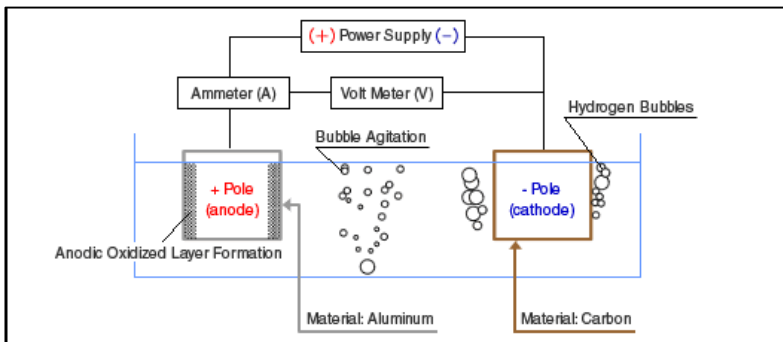 (+) Power Supply (−)
Ammeter (A)
Volt Meter (V)
Hydrogen Bubbles
Bubble Agitation
+ Pole
(anode)
- Pole
(cathode)
Anodic Oxidized Layer Formation
Material: Aluminum
Material: Carbon